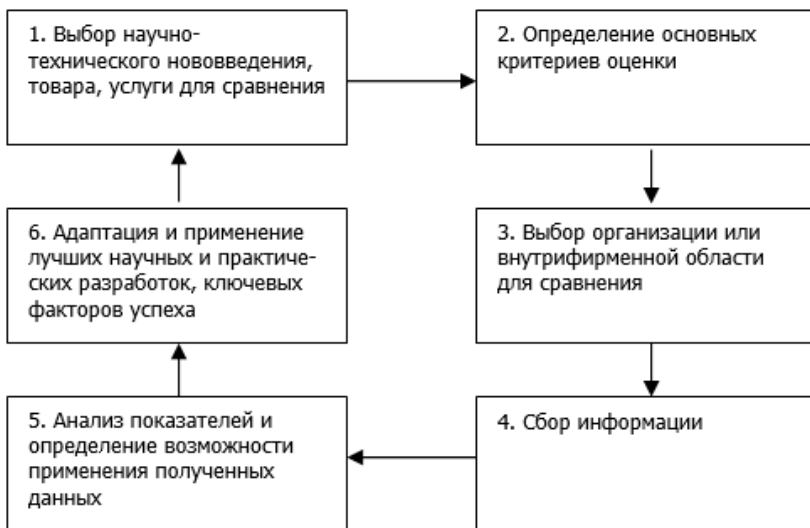 1. Выбор научно-
технического нововведения,
товара, услуги для сравнения
2. Определение основных
критериев оценки
3. Выбор организации или
внутрифирменной области
для сравнения
4. Сбор информации
5. Анализ показателей и
определение возможности
применения полученных
данных
6. Адаптация и применение
лучших научных и практиче-
ских разработок, ключевых
факторов успеха